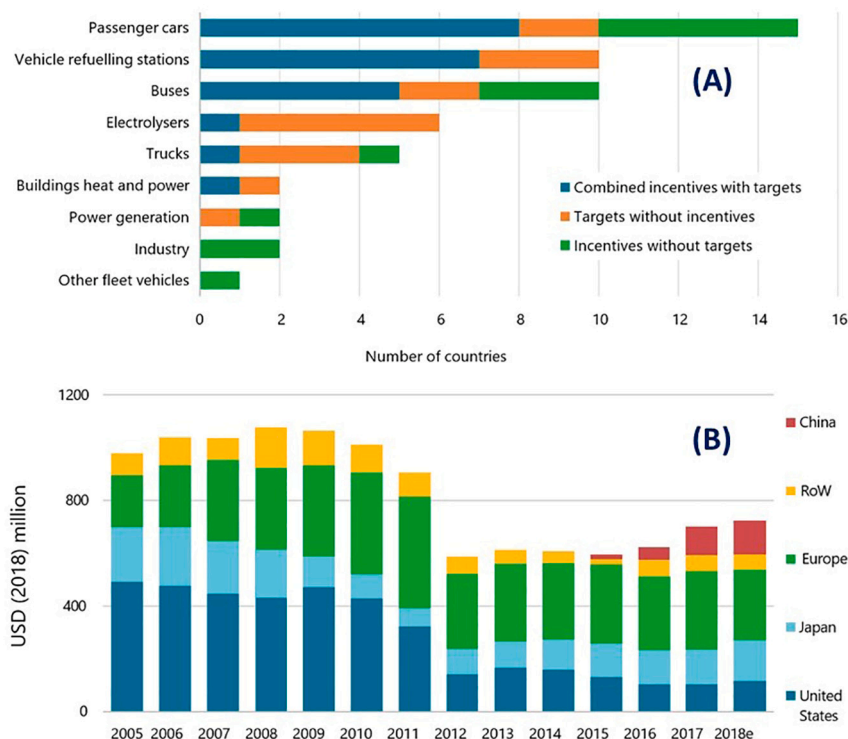 Passenger cars
Vehicle refuelling stations
Buses
Electrolysers
Trucks
Buildings heat and power
Power generation
Industry
Other fleet vehicles
(A)
Combined incentives with targets
Targets without incentives
Incentives without targets
0 2 4 6 8 10 12 14 16
Number of countries
(B)
USD (2018) million
1200
800
400
0
China
RoW
Europe
Japan
United
States
2005 2006 2007 2008 2009 2010 2011 2012 2013 2014 2015 2016 2017 2018e